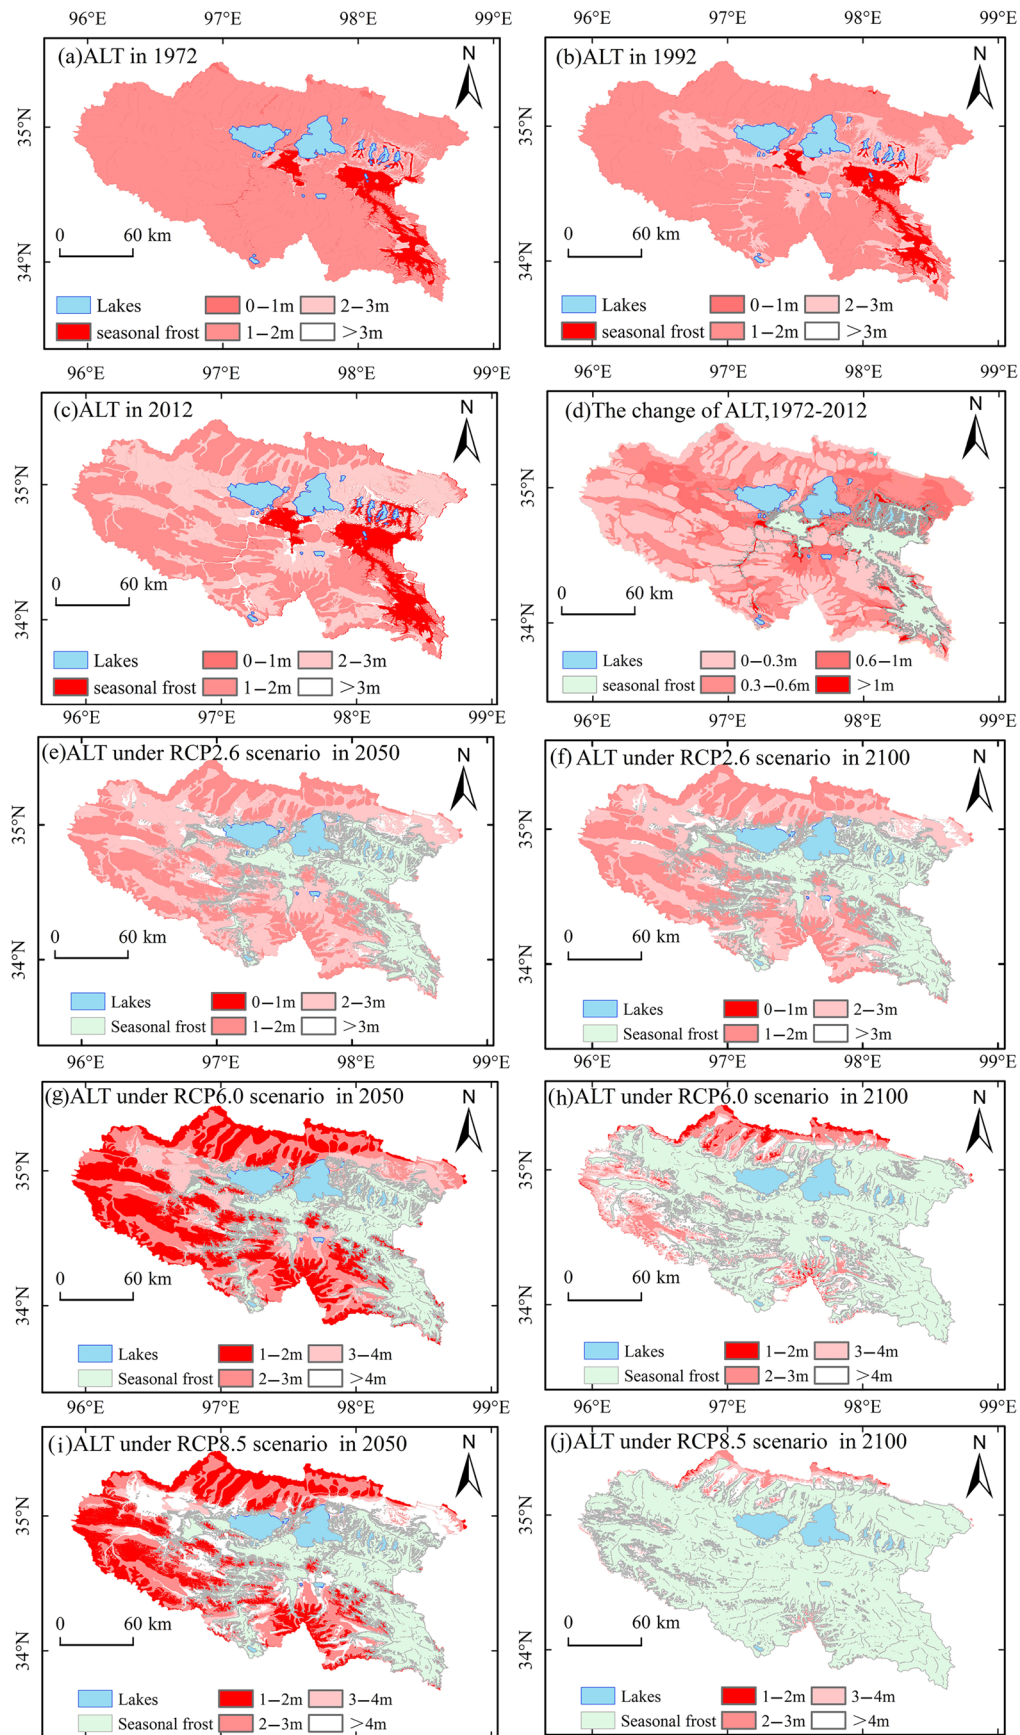 96°E 97°E 98°E 99°E
(a)ALT in 1972
N
35°N
34°N
0 60 km
Lakes 0−1m 2−3m
seasonal frost 1−2m >3m
96°E 97°E 98°E 99°E
(b)ALT in 1992
N
35°N
34°N
0 60 km
Lakes 0−1m 2−3m
seasonal frost 1−2m >3m
96°E 97°E 98°E 99°E
(c)ALT in 2012
N
35°N
34°N
0 60 km
Lakes 0−1m 2−3m
seasonal frost 1−2m >3m
96°E 97°E 98°E 99°E
(d)The change of ALT,1972-2012
N
35°N
34°N
0 60 km
Lakes 0−0.3m 0.6−1m
seasonal frost 0.3−0.6m >1m
96°E 97°E 98°E 99°E
(e)ALT under RCP2.6 scenario in 2050
N
35°N
34°N
0 60 km
Lakes 0−1m 2−3m
Seasonal frost 1−2m >3m
96°E 97°E 98°E 99°E
(f) ALT under RCP2.6 scenario in 2100
N
35°N
34°N
0 60 km
Lakes 0−1m 2−3m
Seasonal frost 1−2m >3m
96°E 97°E 98°E 99°E
(g)ALT under RCP6.0 scenario in 2050
N
35°N
34°N
0 60 km
Lakes 1−2m 3−4m
Seasonal frost 2−3m >4m
96°E 97°E 98°E 99°E
(h)ALT under RCP6.0 scenario in 2100
N
35°N
34°N
0 60 km
Lakes 1−2m 3−4m
Seasonal frost 2−3m >4m
96°E 97°E 98°E 99°E
(i)ALT under RCP8.5 scenario in 2050
N
35°N
34°N
0 60 km
Lakes 1−2m 3−4m
Seasonal frost 2−3m >4m
96°E 97°E 98°E 99°E
(j)ALT under RCP8.5 scenario in 2100
N
35°N
34°N
0 60 km
Lakes 1−2m 3−4m
Seasonal frost 2−3m >4m